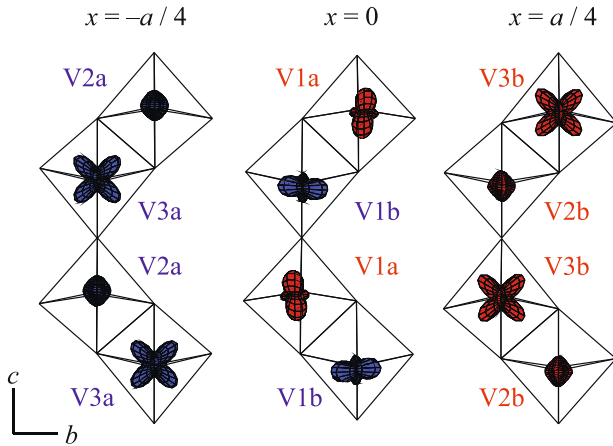 x = –a / 4
x = 0
x = a / 4
V2a
V1a
V3b
V3a
V1b
V2b
V2a
V1a
V3b
V3a
V1b
V2b
c
b